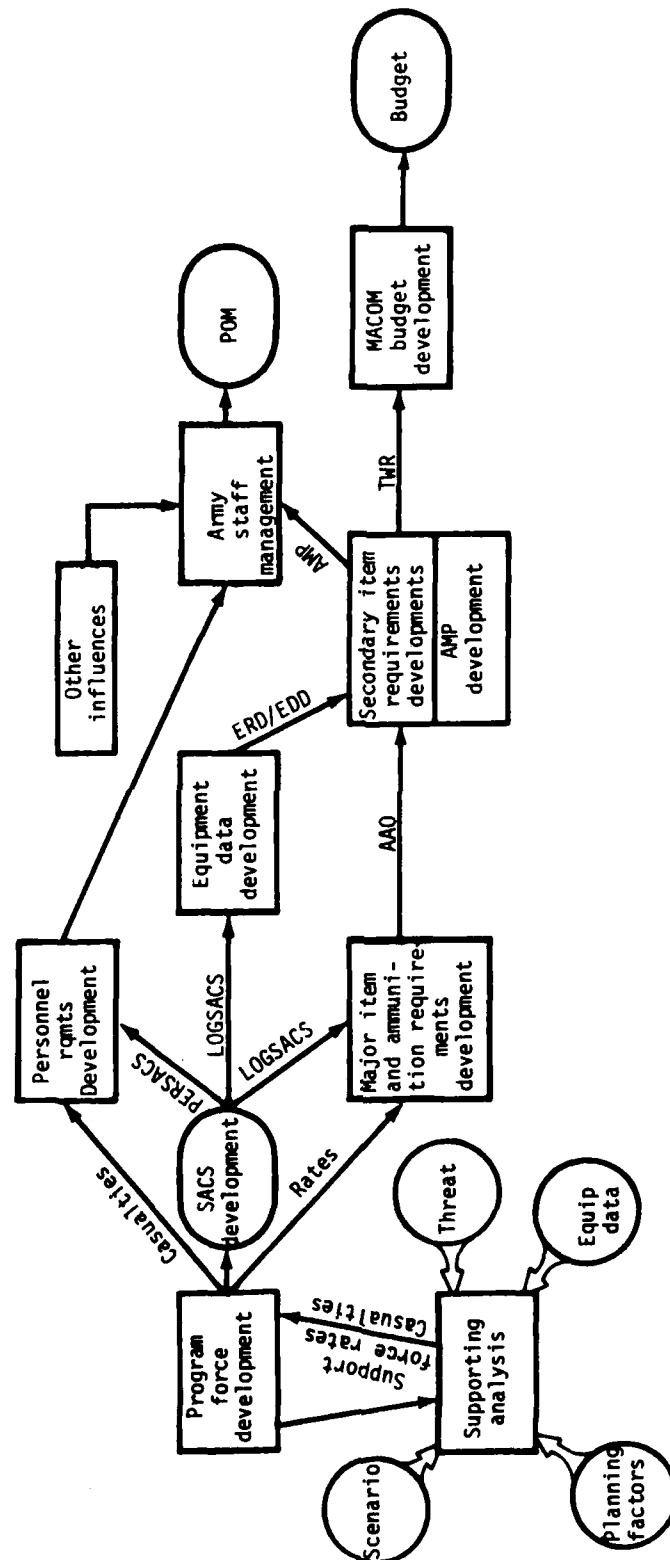 Scenario
Threat
Planning
factors
Equip
data
Supporting
analysis
Support
force rates
Casualties
Program
force
development
Casualties
Rates
SACS
development
PERSACS
LOGSACS
LOGSACS
Personnel
rqmts
Development
Equipment
data
development
Major item
and ammuni-
tion require-
ments
development
Other
influences
ERD/EDD
AAO
Secondary item
requirements
developments
AMP
development
AMP
TWR
Army
staff
management
MACOM
budget
development
POM
Budget